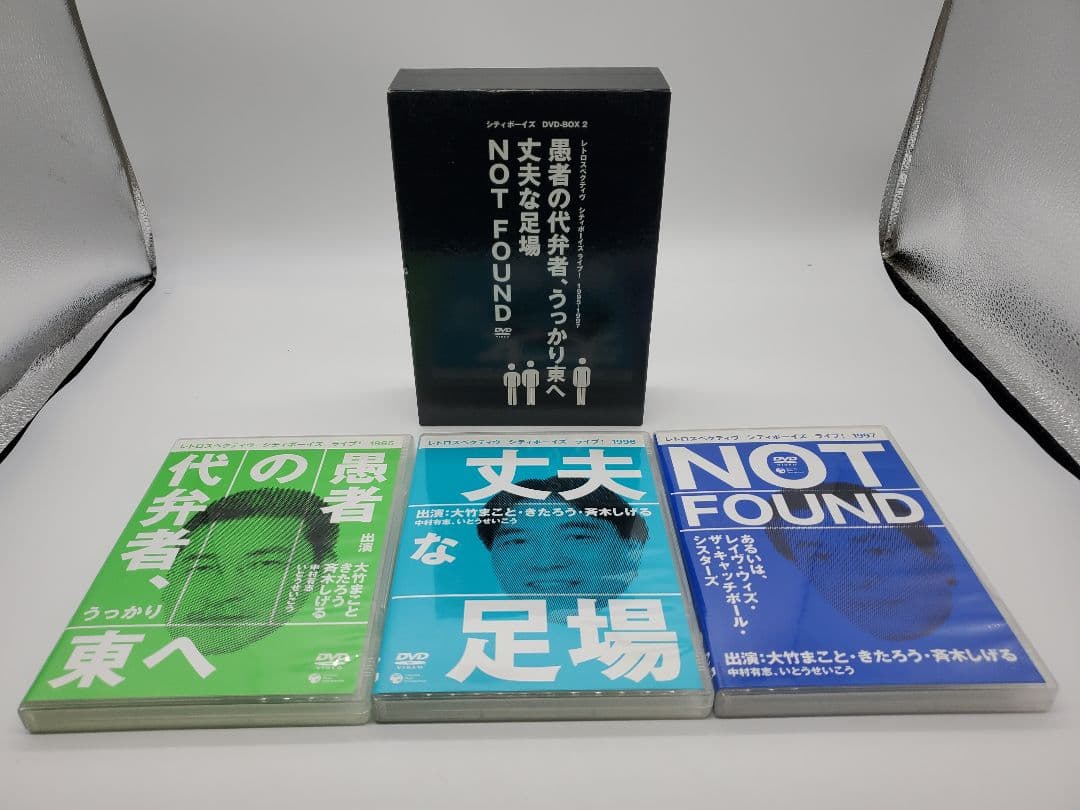 シティボーイズ DVD-BOX 2
レトロスペクティヴ シティボーイズ ライブ! 1995-1997
愚者の代弁者、うっかり東へ
丈夫な足場
NOT FOUND
DVD
VIDEO
レトロスペクティヴ シティボーイズ ライブ! 1995
愚者の
代弁者、
うっかり
東へ
出演
大竹まこと
きたろう
斉木しげる
中村有志
いとうせいこう
DVD
VIDEO
レトロスペクティヴ シティボーイズ ライブ! 1996
丈夫
出演:大竹まこと・きたろう・斉木しげる
中村有志、いとうせいこう
な
足場
DVD
VIDEO
レトロスペクティヴ シティボーイズ ライブ! 1997
NOT
DVD
VIDEO
FOUND
あるいは、
レイヴ・ウィズ・
ザ・キャッチボール・
シスターズ
出演:大竹まこと・きたろう・斉木しげる
中村有志、いとうせいこう